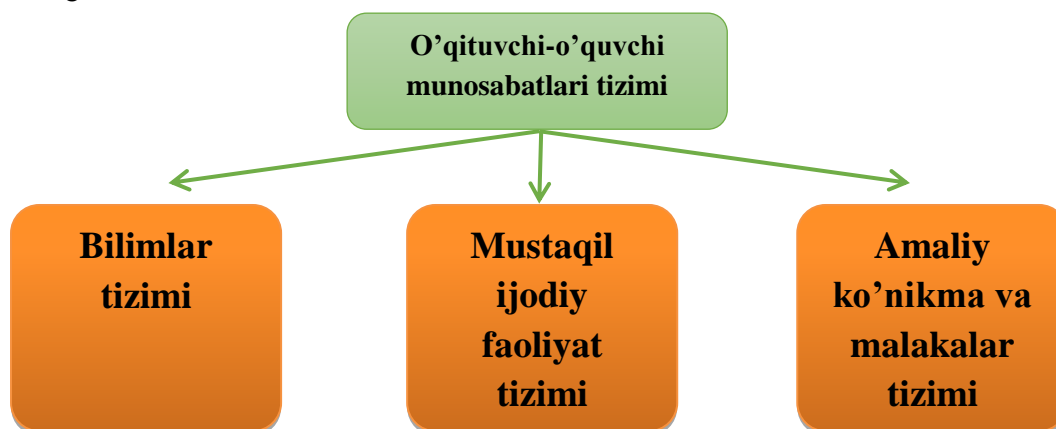 O’qituvchi-o’quvchi
munosabatlari tizimi
Bilimlar
tizimi
Mustaqil
ijodiy
faoliyat
tizimi
Amaliy
ko’nikma va
malakalar
tizimi